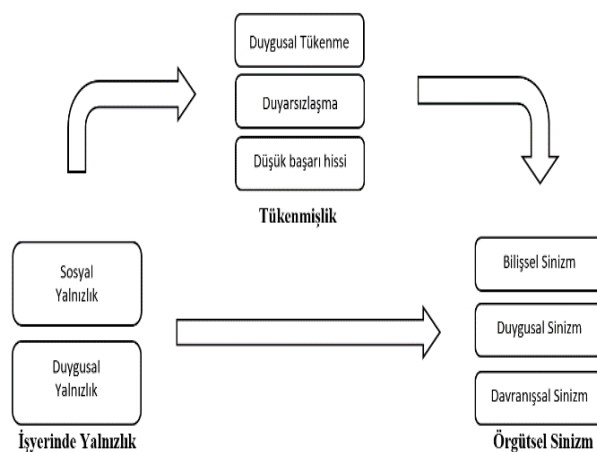 Duygusal Tükenme
Duyarsızlaşma
Düşük başarı hissi
Tükenmişlik
Sosyal
Yalnızlık
Duygusal
Yalnızlık
İşyerinde Yalnızlık
Bilişsel Sinizm
Duygusal Sinizm
Davranışsal Sinizm
Örgütsel Sinizm